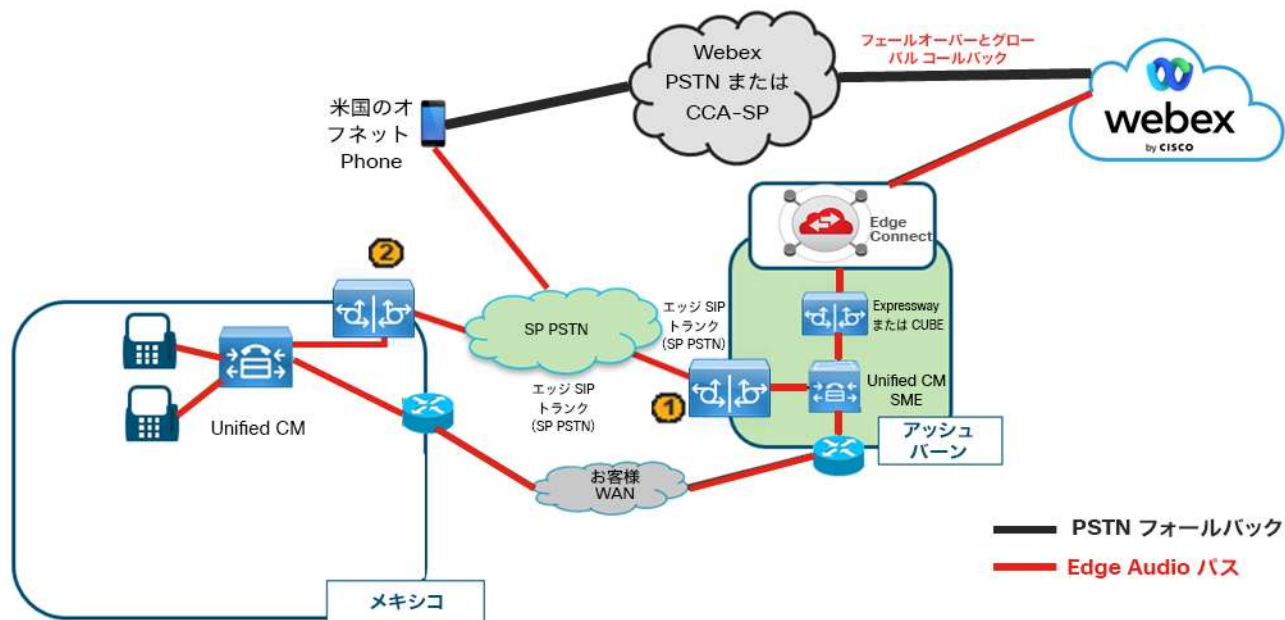 Webex
PSTN または
CCA-SP
フェールオーバーとグロー
バル コールバック
webex
by CISCO
米国のオ
フネット
Phone
Edge
Connect
2
SP PSTN
エッジ SIP
トランク
(SP PSTN)
Expressway
または CUBE
エッジ SIP
トランク
(SP PSTN)
1
Unified CM
SME
Unified CM
アッシュ
バーン
お客様
WAN
PSTN フォールバック
Edge Audio パス
メキシコ